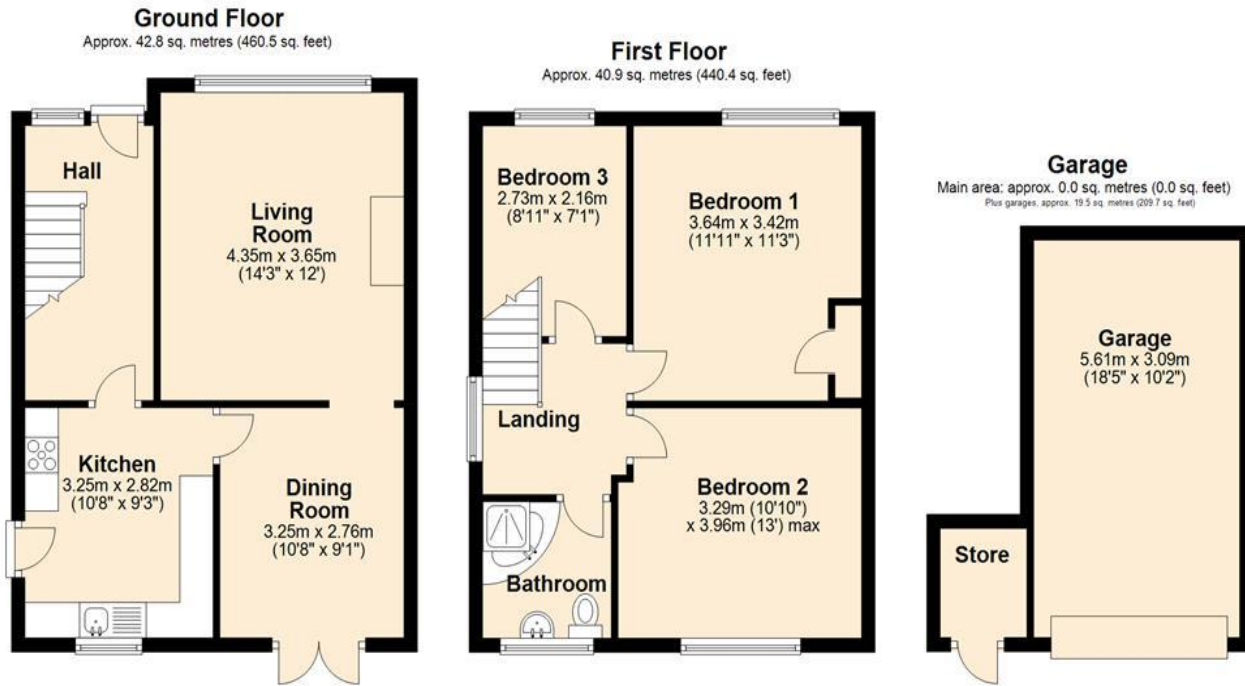 Ground Floor
Approx. 42.8 sq. metres (460.5 sq. feet)
Hall
Living
Room
4.35m x 3.65m
(14'3" x 12')
Kitchen
3.25m x 2.82m
(10'8" x 9'3")
Dining
Room
3.25m x 2.76m
(10'8" x 9'1")
First Floor
Approx. 40.9 sq. metres (440.4 sq. feet)
Bedroom 3
2.73m x 2.16m
(8'11" x 7'1")
Bedroom 1
3.64m x 3.42m
(11'11" x 11'3")
Landing
Bedroom 2
3.29m (10'10")
x 3.96m (13') max
Bathroom
Garage
Main area: approx. 0.0 sq. metres (0.0 sq. feet)
Plus garages, approx. 19.5 sq. metres (209.7 sq. feet)
Garage
5.61m x 3.09m
(18'5" x 10'2")
Store